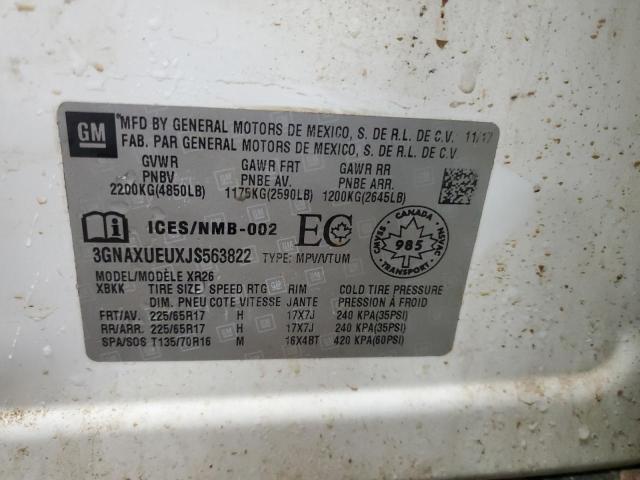 GM
MFD BY GENERAL MOTORS DE MEXICO, S. DE R.L. DE C.V. 11/17
FAB. PAR GENERAL MOTORS DE MEXICO, S. DE R.L. DE C.V
GVWR GAWR FRT GAWR RR
PNBV PNBE AV. PNBE ARR.
2200KG(4850LB) 1175KG(2590LB) 1200KG(2645LB)
ICES/NMB-002 EC
CANADA
CMVSS 985 NSVAC
TRANSPORT
3GNAXUEUXJS563822 TYPE: MPV/VTUM
MODEL/MODÈLE XR26
XBKK TIRE SIZE SPEED RTG RIM COLD TIRE PRESSURE
DIM. PNEU COTE VITESSE JANTE PRESSION À FROID
FRT/AV. 225/65R17 H 17X7J 240 KPA(35PSI)
RR/ARR. 225/65R17 H 17X7J 240 KPA(35PSI)
SPA/SOS T135/70R16 M 16X4BT 420 KPA(60PSI)